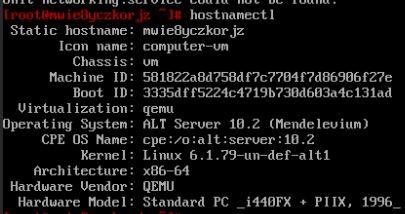 Unit networking.service could not be found.
[root@mwie8yczkorjz ~]# hostnamectl
Static hostname: mwie8yczkorjz
Icon name: computer-vm
Chassis: vm
Machine ID: 581822a8d758df7c7704f7d86906f27e
Boot ID: 3335dff5224c4719b730d603a4c131ad
Virtualization: qemu
Operating System: ALT Server 10.2 (Mendelevium)
CPE OS Name: cpe:/o:alt:server:10.2
Kernel: Linux 6.1.79-un-def-alt1
Architecture: x86-64
Hardware Vendor: QEMU
Hardware Model: Standard PC _i440FX + PIIX, 1996_